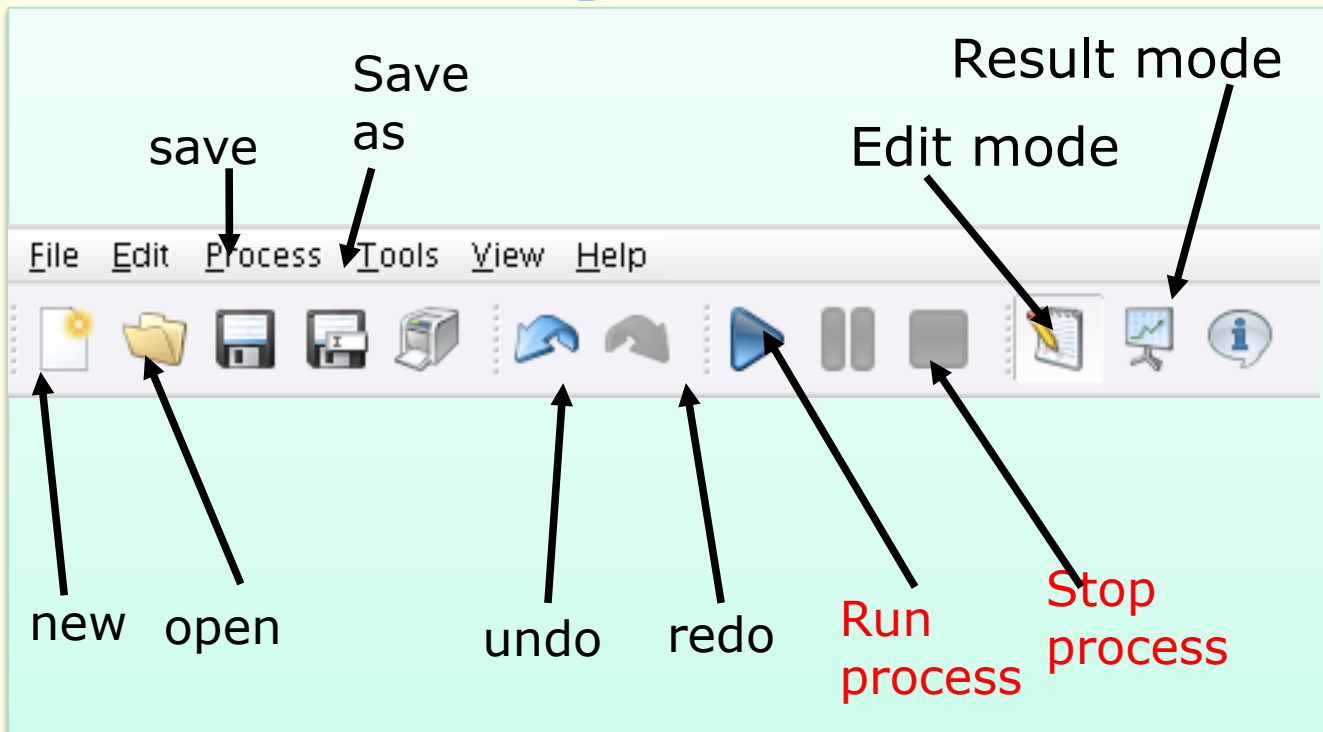 Result mode
Save
as
save
Edit mode
File Edit Process Tools View Help
new
open
undo
redo
Run
process
Stop
process